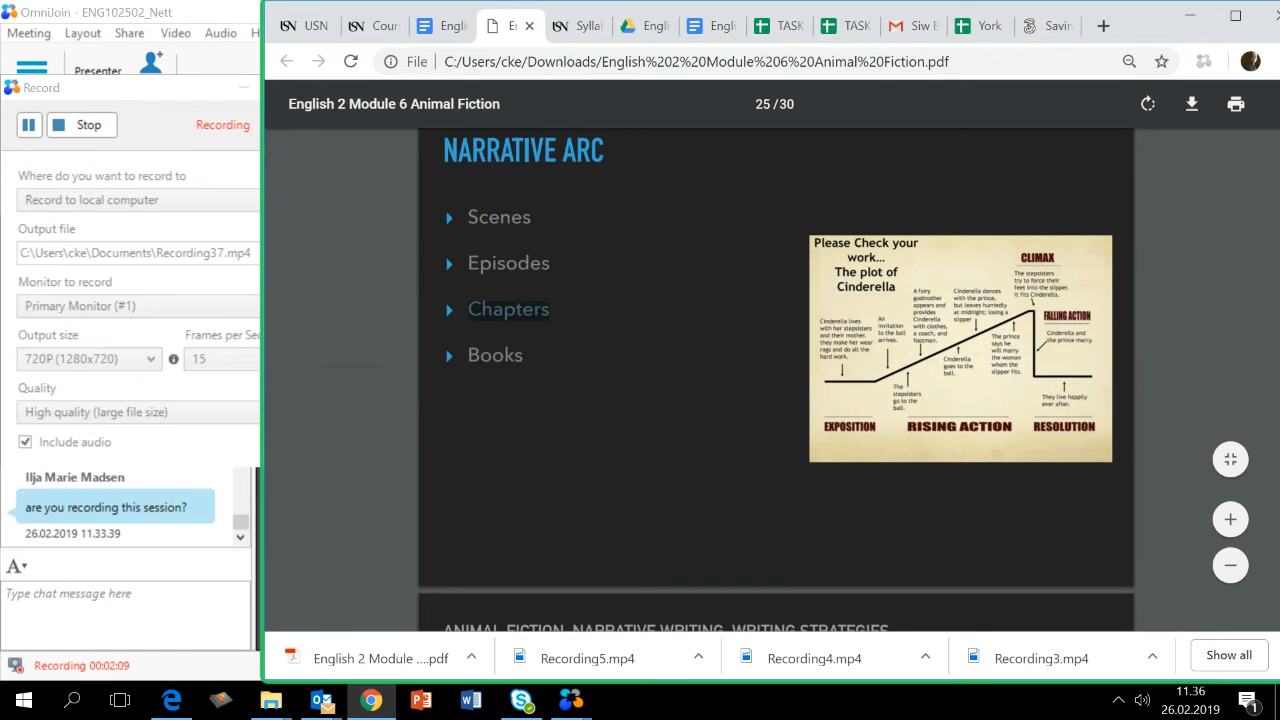 OmniJoin - ENG102502_Nett
Meeting Layout Share Video Audio H
Presenter
Record
Stop
Recording
Where do you want to record to
Record to local computer
Output file
C:\Users\cke\Documents\Recording37.mp4
Monitor to record
Primary Monitor (#1)
Output size Frames per Sec
720P (1280x720) 15
Quality
High quality (large file size)
Include audio
Ilja Marie Madsen
are you recording this session?
26.02.2019 11.33.39
A
Type chat message here
Recording 00:02:09
USN Cour Engli Er Syllal Engli Engli TASK TASK Siw B York Savin
File C:/Users/cke/Downloads/English%202%20Module%206%20Animal%20Fiction.pdf
English 2 Module 6 Animal Fiction 25 / 30
NARRATIVE ARC
Scenes
Episodes
Chapters
Books
Please Check your
work...
The plot of
Cinderella
Cinderella lives
with her stepsisters
and their mother.
they make her wear
rags and do all the
hard work.
An
invitation
to the ball
arrives.
The
stepsisters
go to the
ball.
A fairy
godmother
appears and
provides
Cinderella
with clothes,
a coach, and
footman.
Cinderella
goes to the
ball.
Cinderella dances
with the prince,
but leaves hurriedly
at midnight; losing a
slipper
The prince
says he
will marry
the woman
whom the
slipper fits.
CLIMAX
The stepsisters
try to force their
feet into the slipper.
it fits Cinderella.
FALLING ACTION
Cinderella and
the prince marry.
They live happily
ever after.
EXPOSITION RISING ACTION RESOLUTION
ANIMAL FICTION, NARRATIVE WRITING, WRITING STRATEGIES
English 2 Module ....pdf Recording5.mp4 Recording4.mp4 Recording3.mp4 Show all
11.36
26.02.2019
1